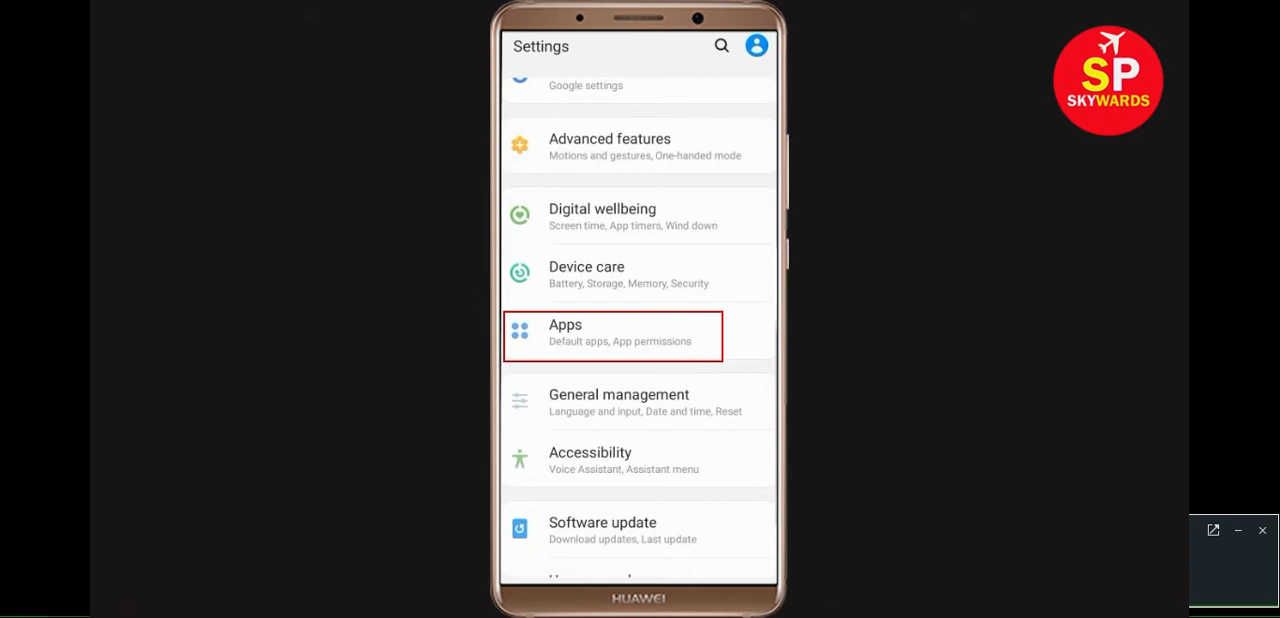 Settings
Google settings
Advanced features
Motions and gestures, One-handed mode
Digital wellbeing
Screen time, App timers, Wind down
Device care
Battery, Storage, Memory, Security
Apps
Default apps, App permissions
General management
Language and input, Date and time, Reset
Accessibility
Voice Assistant, Assistant menu
Software update
Download updates, Last update
HUAWEI
SP
SKYWARDS